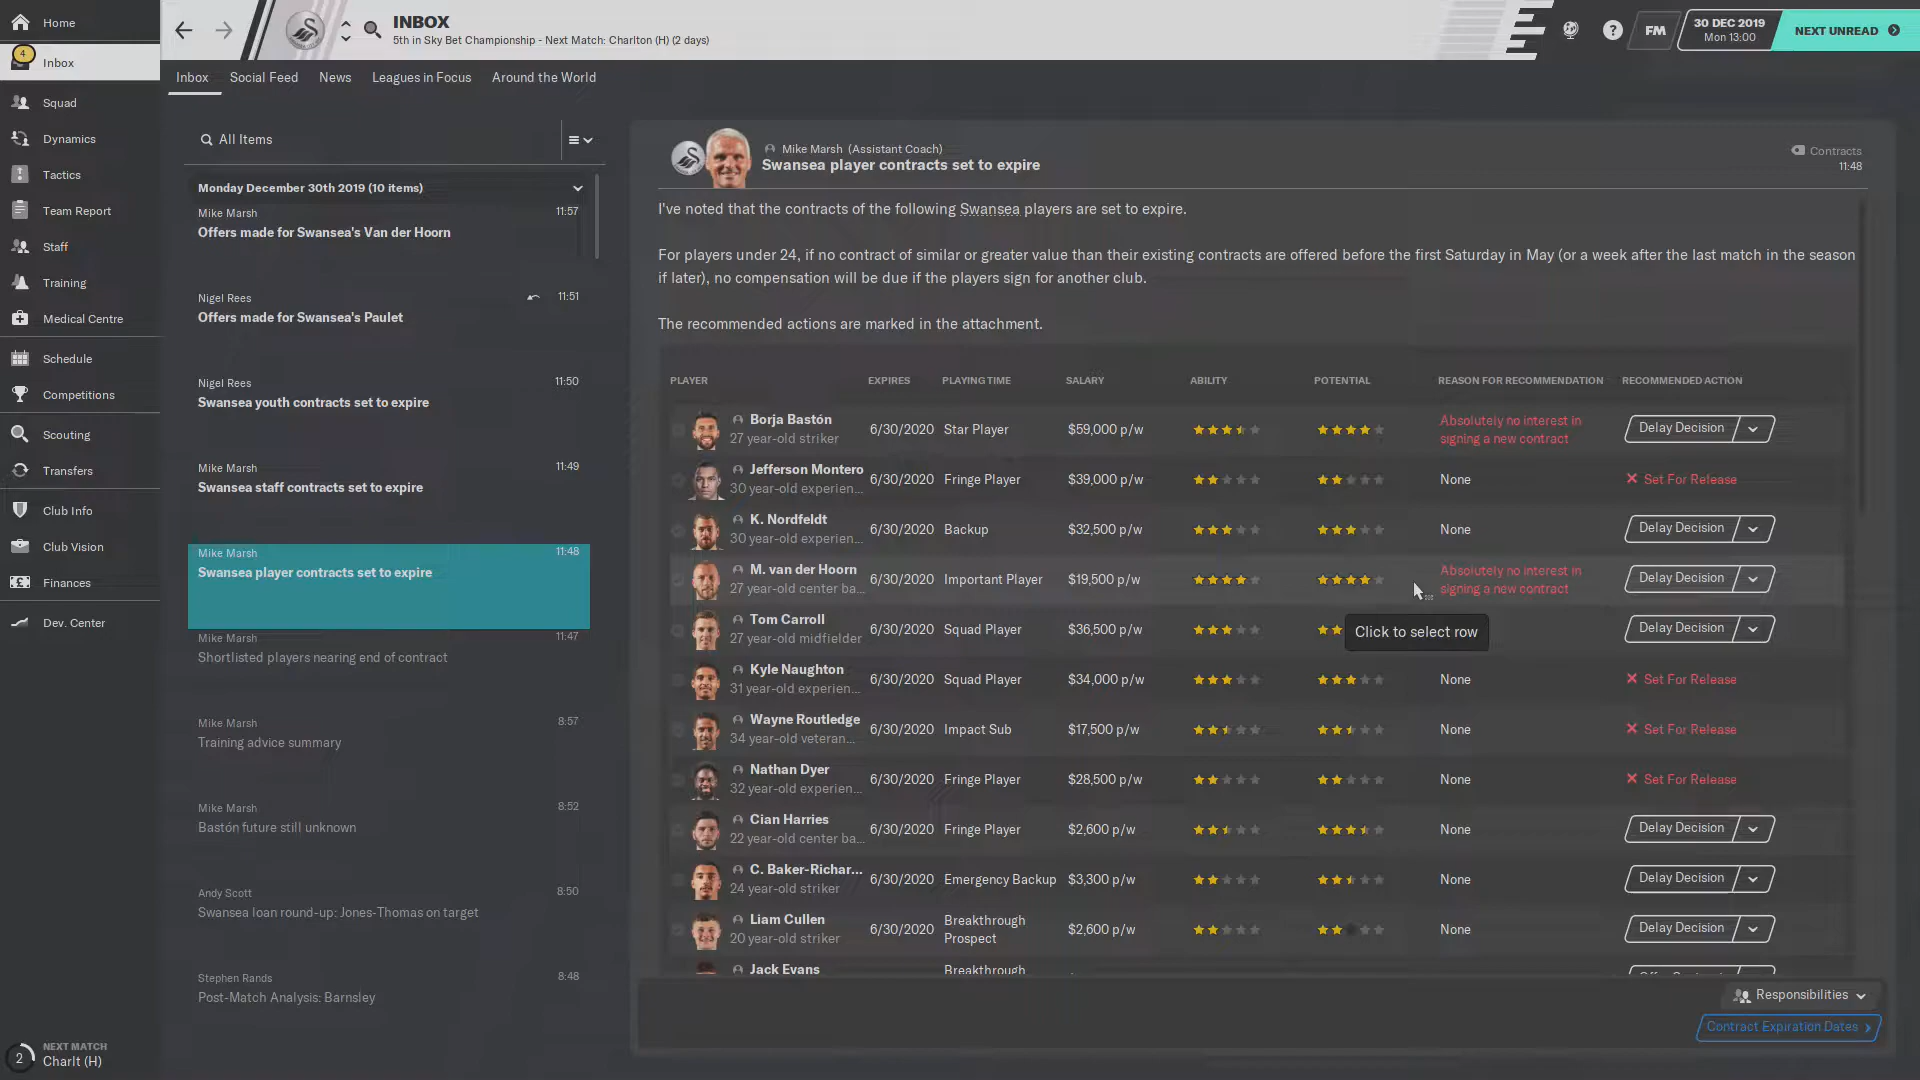 Home
4
Inbox
Squad
Dynamics
Tactics
Team Report
Staff
Training
Medical Centre
Schedule
Competitions
Scouting
Transfers
Club Info
Club Vision
Finances
Dev. Center
2
NEXT MATCH
Charlt (H)
INBOX
5th in Sky Bet Championship - Next Match: Charlton (H) (2 days)
?
FM
30 DEC 2019
Mon 13:00
NEXT UNREAD
Inbox
Social Feed
News
Leagues in Focus
Around the World
All Items
Monday December 30th 2019 (10 items)
Mike Marsh 11:57
Offers made for Swansea's Van der Hoorn
Nigel Rees 11:51
Offers made for Swansea's Paulet
Nigel Rees 11:50
Swansea youth contracts set to expire
Mike Marsh 11:49
Swansea staff contracts set to expire
Mike Marsh 11:48
Swansea player contracts set to expire
Mike Marsh 11:47
Shortlisted players nearing end of contract
Mike Marsh 8:57
Training advice summary
Mike Marsh 8:52
Bastón future still unknown
Andy Scott 8:50
Swansea loan round-up: Jones-Thomas on target
Stephen Rands 8:48
Post-Match Analysis: Barnsley
Mike Marsh (Assistant Coach)
Swansea player contracts set to expire
Contracts
11:48
I've noted that the contracts of the following Swansea players are set to expire.
For players under 24, if no contract of similar or greater value than their existing contracts are offered before the first Saturday in May (or a week after the last match in the season
if later), no compensation will be due if the players sign for another club.
The recommended actions are marked in the attachment.
PLAYER EXPIRES PLAYING TIME SALARY ABILITY POTENTIAL REASON FOR RECOMMENDATION RECOMMENDED ACTION
Borja Bastón
27 year-old striker
6/30/2020 Star Player $59,000 p/w
Absolutely no interest in
signing a new contract
Delay Decision
Jefferson Montero
30 year-old experien...
6/30/2020 Fringe Player $39,000 p/w None Set For Release
K. Nordfeldt
30 year-old experien...
6/30/2020 Backup $32,500 p/w None Delay Decision
M. van der Hoorn
27 year-old center ba...
6/30/2020 Important Player $19,500 p/w
Absolutely no interest in
signing a new contract
Delay Decision
Tom Carroll
27 year-old midfielder
6/30/2020 Squad Player $36,500 p/w Delay Decision
Click to select row
Kyle Naughton
31 year-old experien...
6/30/2020 Squad Player $34,000 p/w None Set For Release
Wayne Routledge
34 year-old veteran...
6/30/2020 Impact Sub $17,500 p/w None Set For Release
Nathan Dyer
32 year-old experien...
6/30/2020 Fringe Player $28,500 p/w None Set For Release
Cian Harries
22 year-old center ba...
6/30/2020 Fringe Player $2,600 p/w None Delay Decision
C. Baker-Richar...
24 year-old striker
6/30/2020 Emergency Backup $3,300 p/w None Delay Decision
Liam Cullen
20 year-old striker
6/30/2020 Breakthrough
Prospect
$2,600 p/w None Delay Decision
Jack Evans
Breakthrough
Responsibilities
Contract Expiration Dates